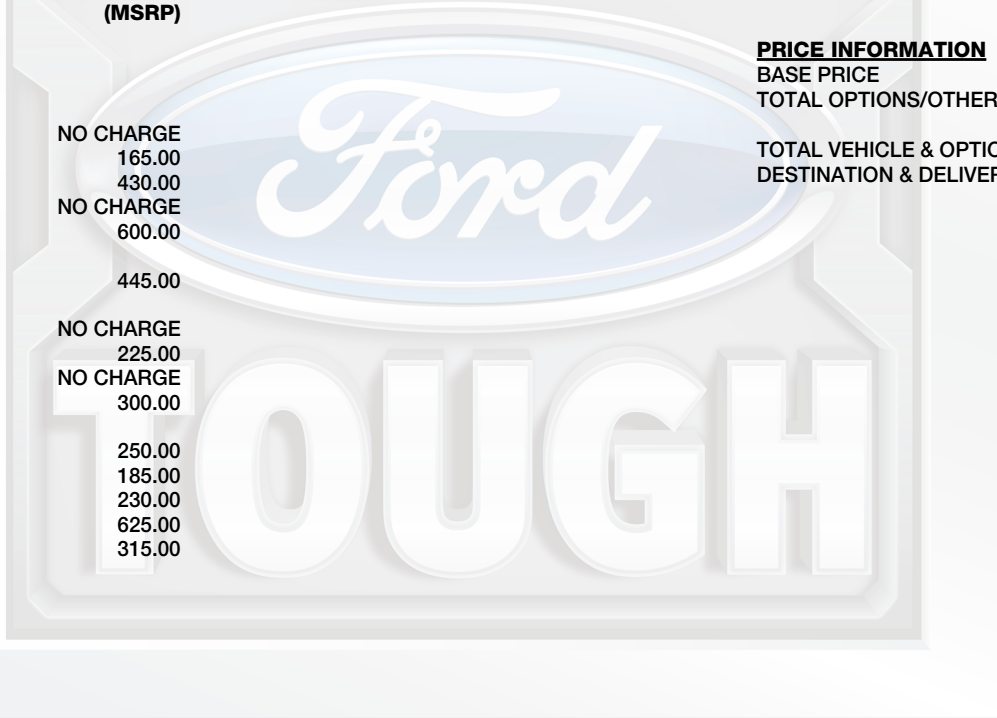 (MSRP)
NO CHARGE
165.00
430.00
NO CHARGE
600.00
445.00
NO CHARGE
225.00
NO CHARGE
300.00
250.00
185.00
230.00
625.00
315.00
PRICE INFORMATION
BASE PRICE
TOTAL OPTIONS/OTHER
TOTAL VEHICLE &
DESTINATION &
Ford
TOUGH